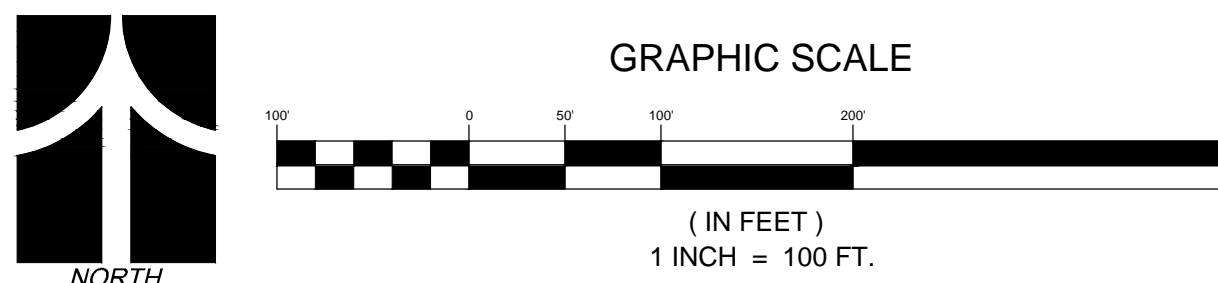 GRAPHIC SCALE
100' 0 50' 100' 200'
( IN FEET )
1 INCH = 100 FT.
NORTH